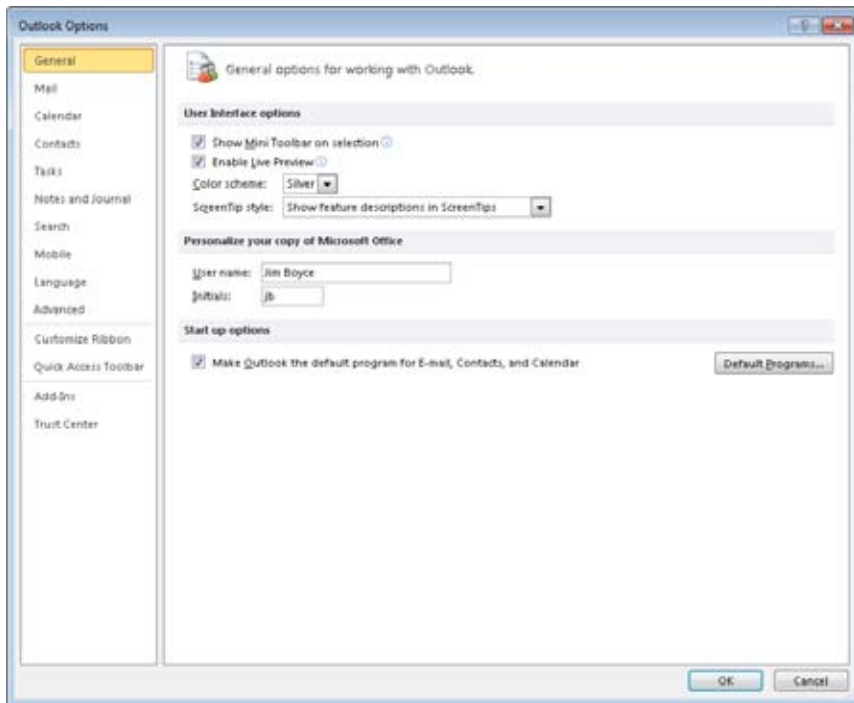 Outlook Options
General
Mail
Calendar
Contacts
Tasks
Notes and Journal
Search
Mobile
Language
Advanced
Customize Ribbon
Quick Access Toolbar
Add-Ins
Trust Center
General options for working with Outlook.
User Interface options
Show Mini Toolbar on selection
Enable Live Preview
Color scheme: Silver
ScreenTip style: Show feature descriptions in ScreenTips
Personalize your copy of Microsoft Office
User name: Jim Boyce
Initials: jb
Start up options
Make Outlook the default program for E-mail, Contacts, and Calendar Default Programs...
OK Cancel